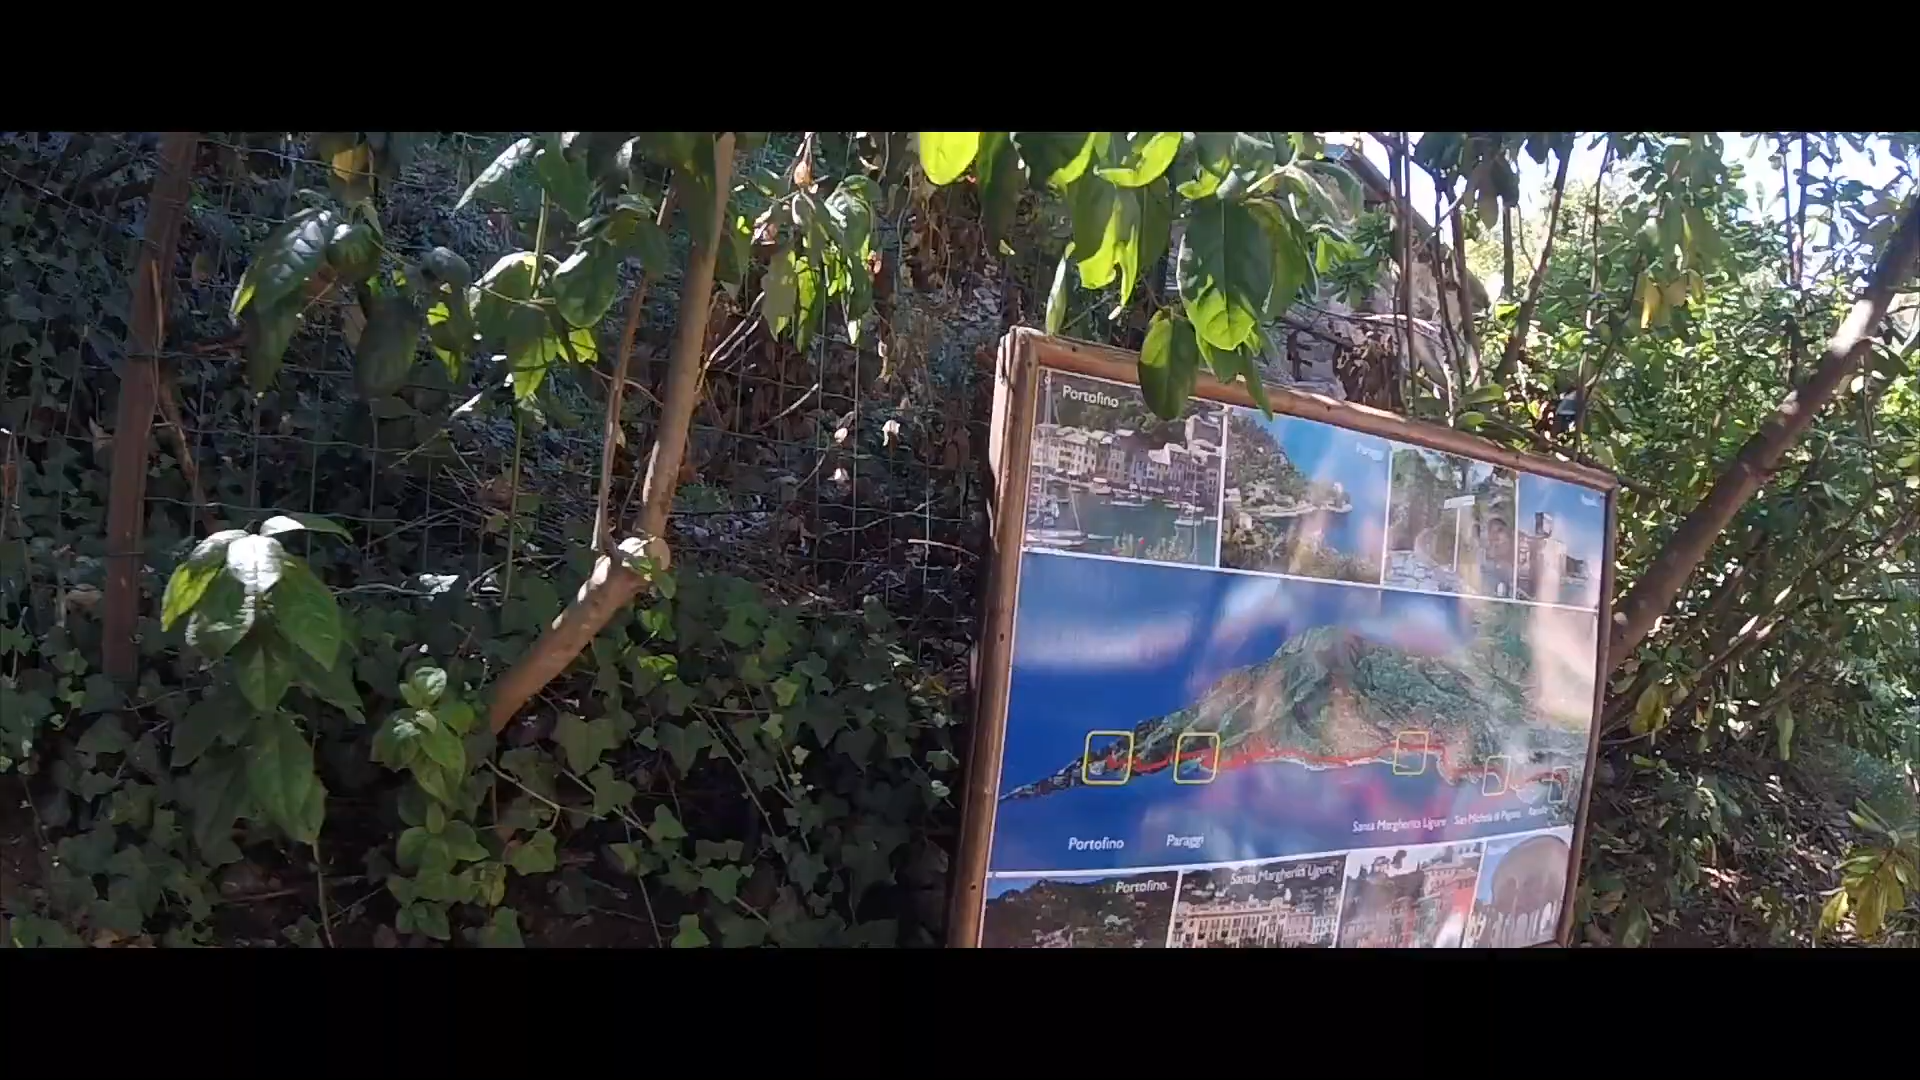 Portofino
Portofino
Paraggi
Santa Margherita Ligure
San Michele di Pagana
Portofino
Santa Margherita Ligure